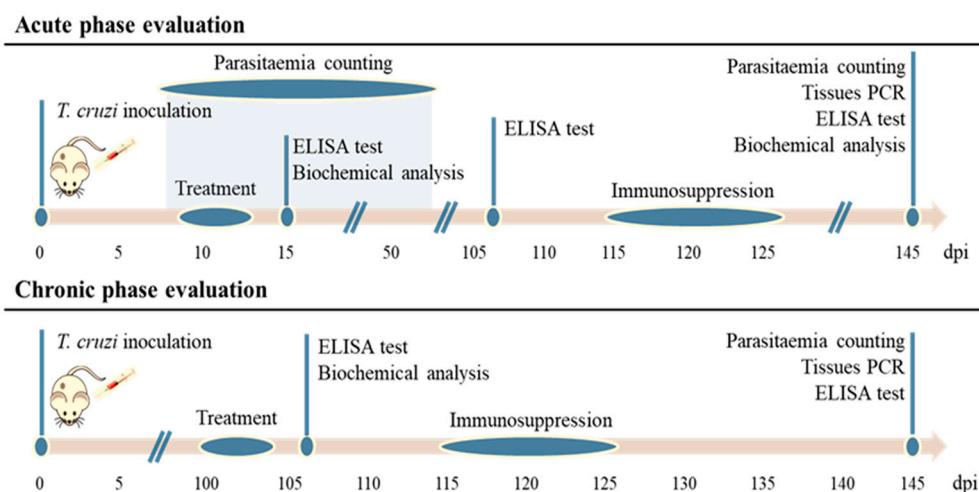 Acute phase evaluation
Parasitaemia counting
T. cruzi inoculation
Treatment
ELISA test
Biochemical analysis
ELISA test
Immunosuppression
Parasitaemia counting
Tissues PCR
ELISA test
Biochemical analysis
0 5 10 15 50 105 110 115 120 125 145 dpi
Chronic phase evaluation
T. cruzi inoculation
Treatment
ELISA test
Biochemical analysis
Immunosuppression
Parasitaemia counting
Tissues PCR
ELISA test
0 5 100 105 110 115 120 125 130 135 140 145 dpi